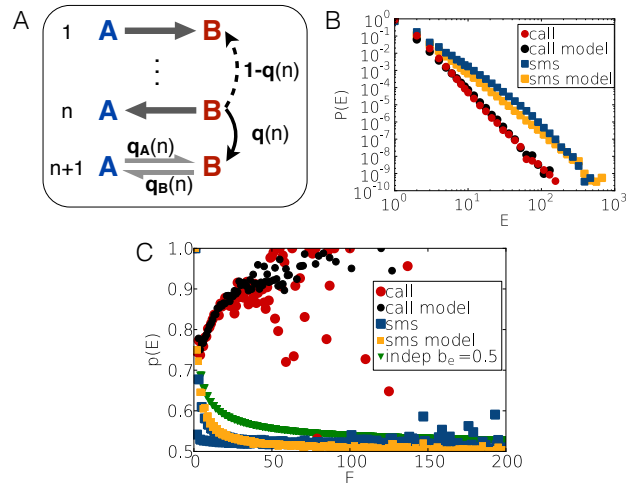 A
1 A B
1-q(n)
⋮
n A B
q(n)
qA(n)
n+1 A B
qB(n)
B
10^0
10^-1
10^-2
10^-3
10^-4
10^-5
10^-6
10^-7
10^-8
10^-9
10^-10
P(E)
call
call model
sms
sms model
10^0 10^1 10^2 10^3
E
C
1.0
0.9
0.8
0.7
0.6
0.5
p(E)
call
call model
sms
sms model
indep b_e=0.5
0 50 100 150 200